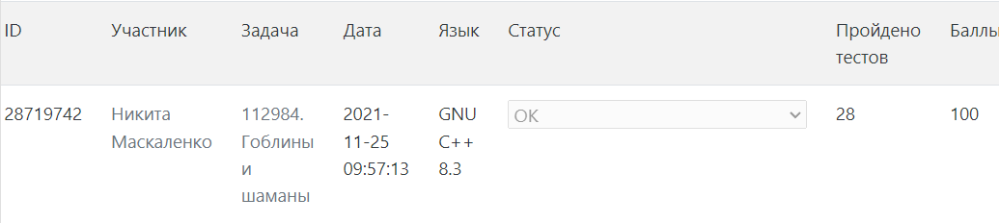 ID Участник Задача Дата Язык Статус Пройдено тестов Баллы
28719742 Никита Маскаленко 112984. Гоблины и шаманы 2021-11-25 09:57:13 GNU C++ 8.3 OK 28 100